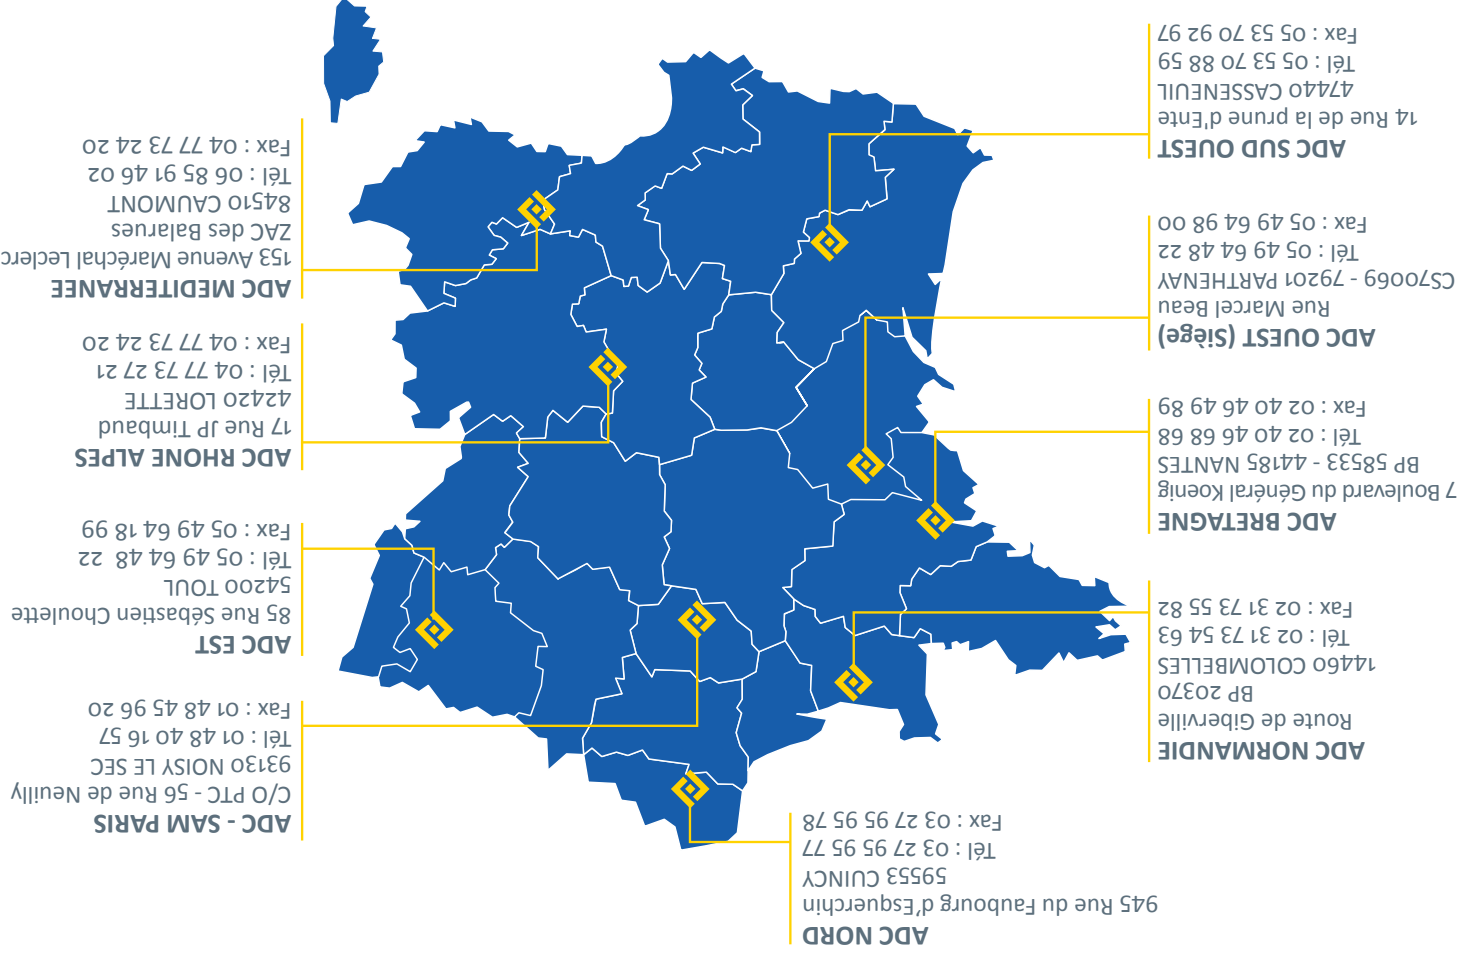 ADC NORD
945 Rue du Faubourg d'Esquerchin
59553 CUINCY
Tél : 03 27 95 95 77
Fax : 03 27 95 95 78
ADC NORMANDIE
Route de Giberville
BP 20370
14460 COLOMBELLES
Tél : 02 31 73 54 63
Fax : 02 31 73 55 82
ADC BRETAGNE
7 Boulevard du Général Koenig
BP 58533 - 44185 NANTES
Tél : 02 40 46 68 68
Fax : 02 40 46 49 89
ADC OUEST (Siège)
Rue Marcel Beau
CS70069 - 79201 PARTHENAY
Tél : 05 49 64 48 22
Fax : 05 49 64 98 00
ADC SUD OUEST
14 Rue de la prune d'Ente
47440 CASSENEUIL
Tél : 05 53 70 88 59
Fax : 05 53 70 92 97
ADC - SAM PARIS
C/O PTC - 56 Rue de Neuilly
93130 NOISY LE SEC
Tél : 01 48 40 16 57
Fax : 01 48 45 96 20
ADC EST
85 Rue Sébastien Choulette
54200 TOUL
Tél : 05 49 64 48 22
Fax : 05 49 64 18 99
ADC RHONE ALPES
17 Rue JP Timbaud
42420 LORETTE
Tél : 04 77 73 27 21
Fax : 04 77 73 24 20
ADC MEDITERRANEE
153 Avenue Maréchal Leclerc
ZAC des Balarues
84510 CAUMONT
Tél : 06 85 91 46 02
Fax : 04 77 73 24 20